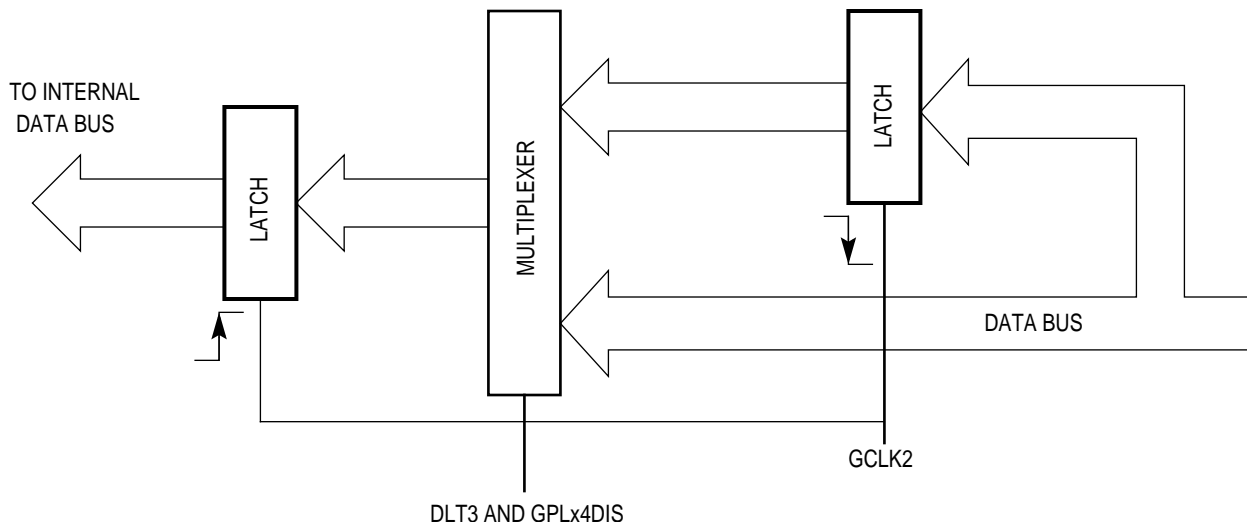 TO INTERNAL
DATA BUS
LATCH
MULTIPLEXER
LATCH
DATA BUS
GCLK2
DLT3 AND GPLx4DIS